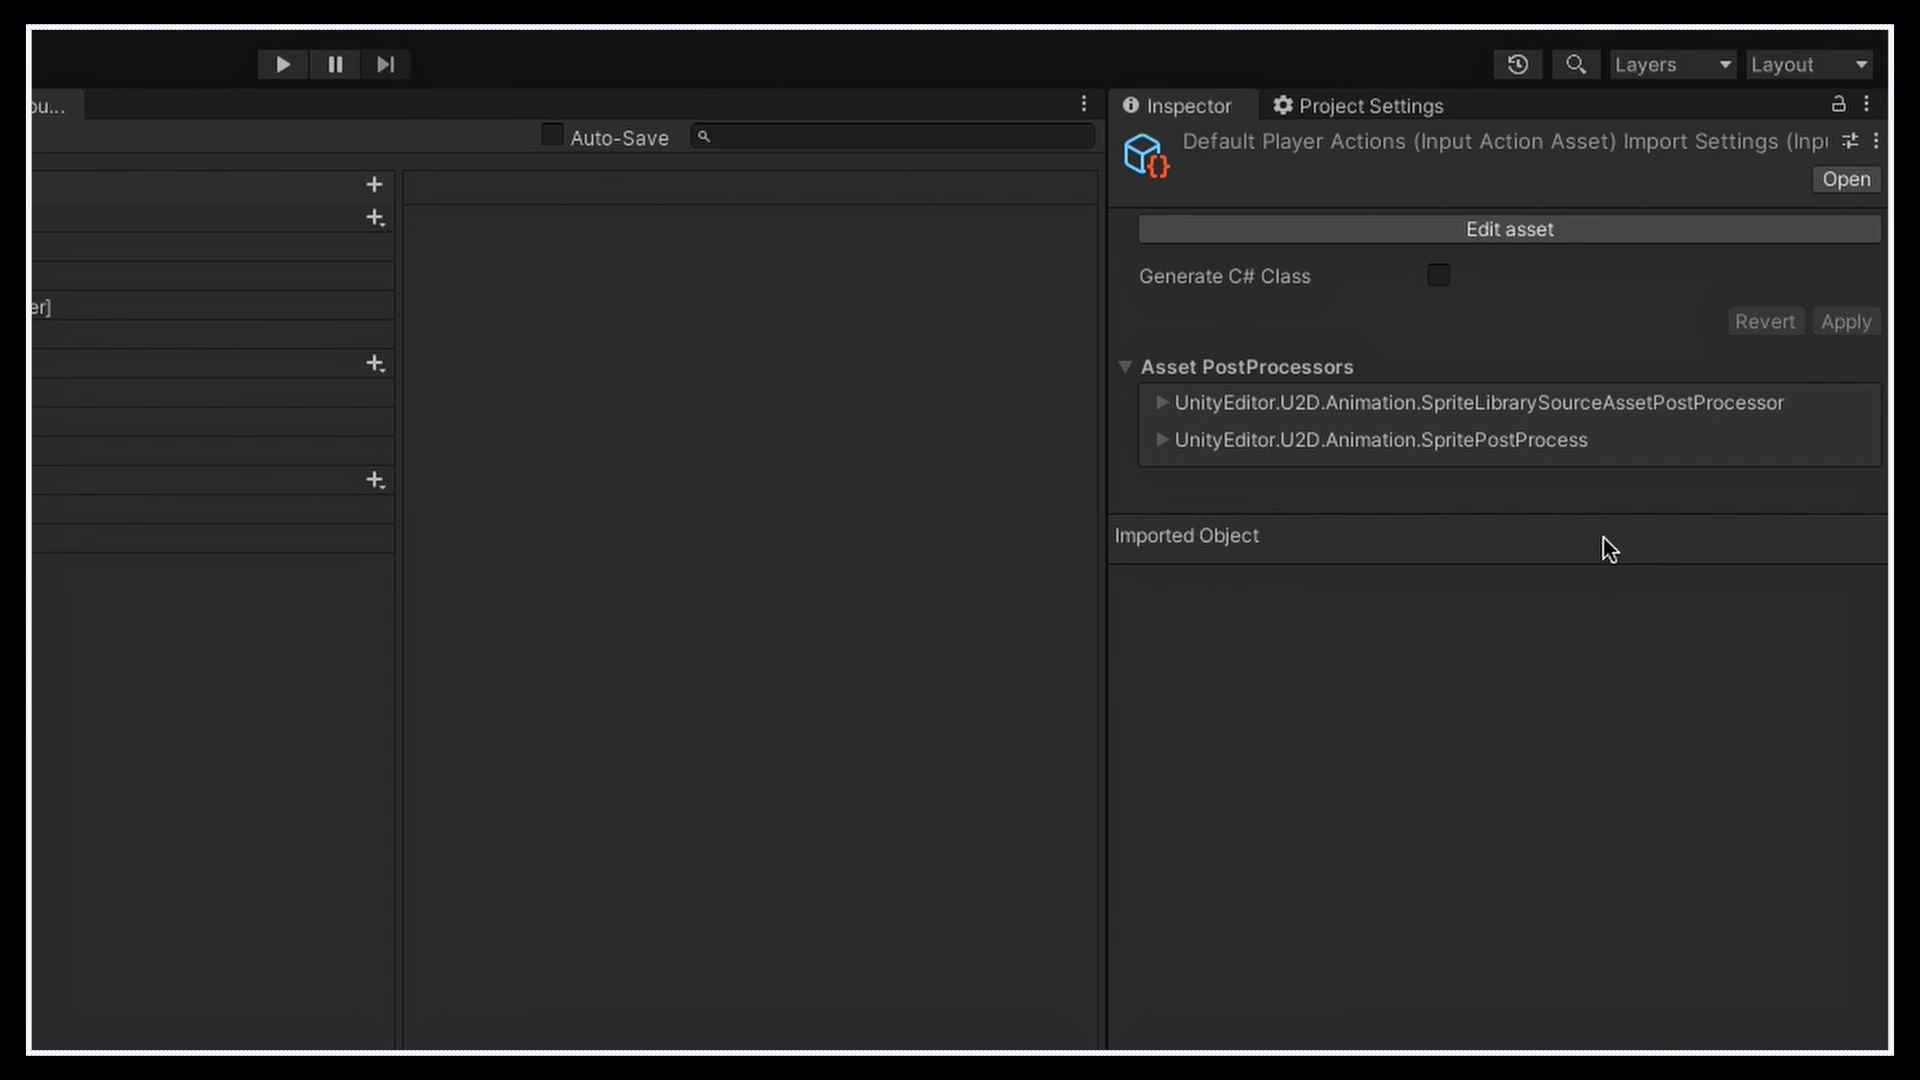 Layers
Layout
ou...
Inspector
Project Settings
Auto-Save
Default Player Actions (Input Action Asset) Import Settings (Inp
Open
Edit asset
Generate C# Class
er]
Revert
Apply
Asset PostProcessors
UnityEditor.U2D.Animation.SpriteLibrarySourceAssetPostProcessor
UnityEditor.U2D.Animation.SpritePostProcess
Imported Object